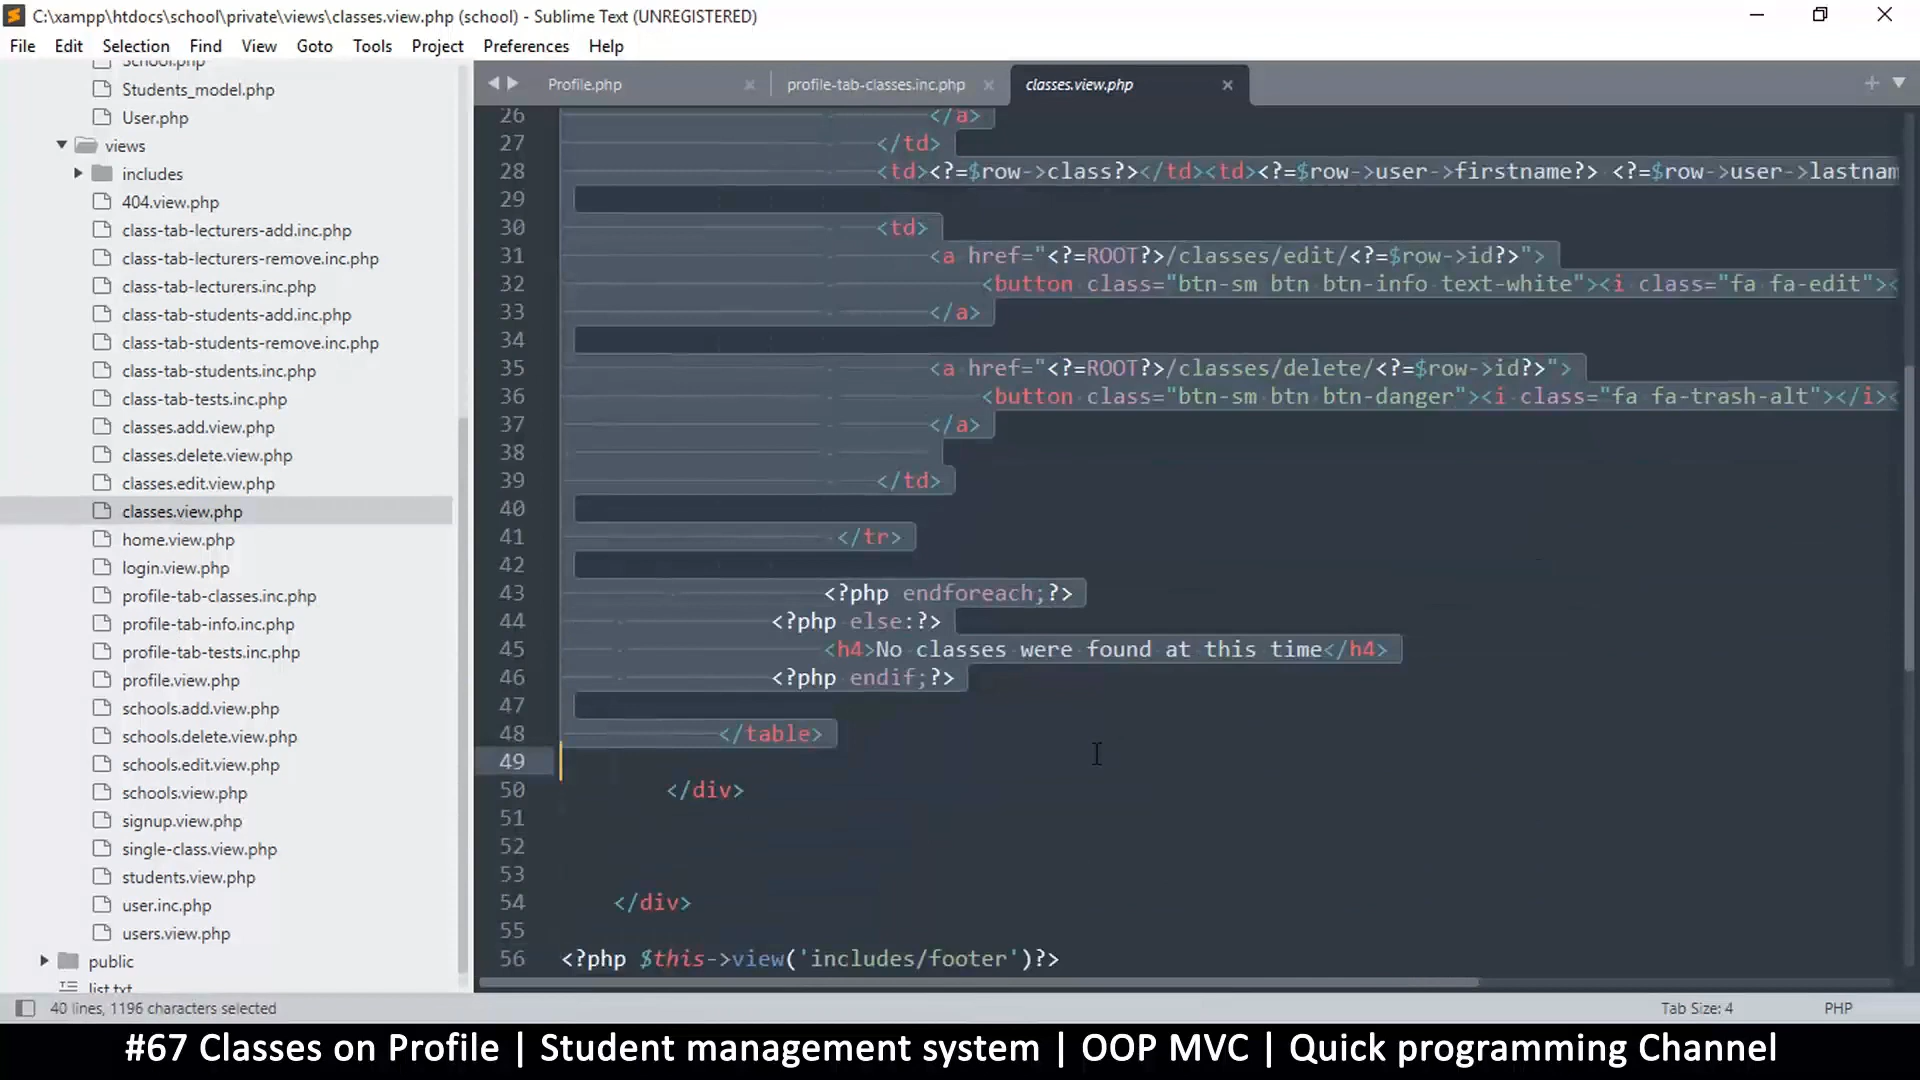 C:\xampp\htdocs\school\private\views\classes.view.php (school) - Sublime Text (UNREGISTERED)
File Edit Selection Find View Goto Tools Project Preferences Help
School.php
Students_model.php
User.php
views
includes
404.view.php
class-tab-lecturers-add.inc.php
class-tab-lecturers-remove.inc.php
class-tab-lecturers.inc.php
class-tab-students-add.inc.php
class-tab-students-remove.inc.php
class-tab-students.inc.php
class-tab-tests.inc.php
classes.add.view.php
classes.delete.view.php
classes.edit.view.php
classes.view.php
home.view.php
login.view.php
profile-tab-classes.inc.php
profile-tab-info.inc.php
profile-tab-tests.inc.php
profile.view.php
schools.add.view.php
schools.delete.view.php
schools.edit.view.php
schools.view.php
signup.view.php
single-class.view.php
students.view.php
user.inc.php
users.view.php
public
list.txt
Profile.php profile-tab-classes.inc.php classes.view.php
26 </a>
27 </td>
28 <td><?=$row->class?></td><td><?=$row->user->firstname?> <?=$row->user->lastnam
29
30 <td>
31 <a href="<?=ROOT?>/classes/edit/<?=$row->id?>">
32 <button class="btn-sm btn btn-info text-white"><i class="fa fa-edit"><
33 </a>
34
35 <a href="<?=ROOT?>/classes/delete/<?=$row->id?>">
36 <button class="btn-sm btn btn-danger"><i class="fa fa-trash-alt"></i><
37 </a>
38
39 </td>
40
41 </tr>
42
43 <?php endforeach;?>
44 <?php else:?>
45 <h4>No classes were found at this time</h4>
46 <?php endif;?>
47
48 </table>
49
50 </div>
51
52
53
54 </div>
55
56 <?php $this->view('includes/footer')?>
40 lines, 1196 characters selected Tab Size: 4 PHP
#67 Classes on Profile | Student management system | OOP MVC | Quick programming Channel